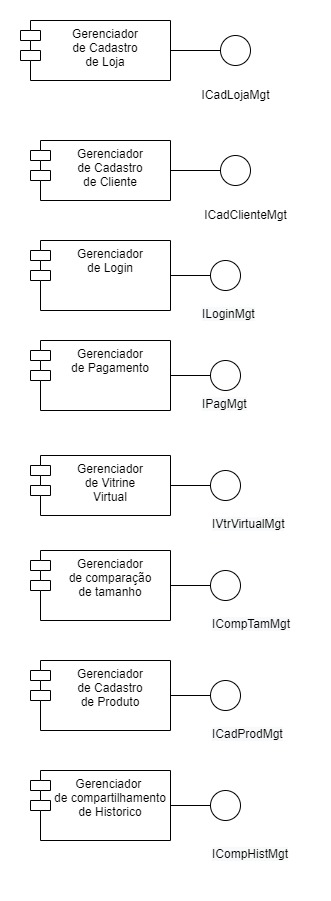 Gerenciador
de Cadastro
de Loja
ICadLojaMgt
Gerenciador
de Cadastro
de Cliente
ICadClienteMgt
Gerenciador
de Login
ILoginMgt
Gerenciador
de Pagamento
IPagMgt
Gerenciador
de Vitrine
Virtual
IVtrVirtualMgt
Gerenciador
de comparação
de tamanho
ICompTamMgt
Gerenciador
de Cadastro
de Produto
ICadProdMgt
Gerenciador
de compartilhamento
de Historico
ICompHistMgt